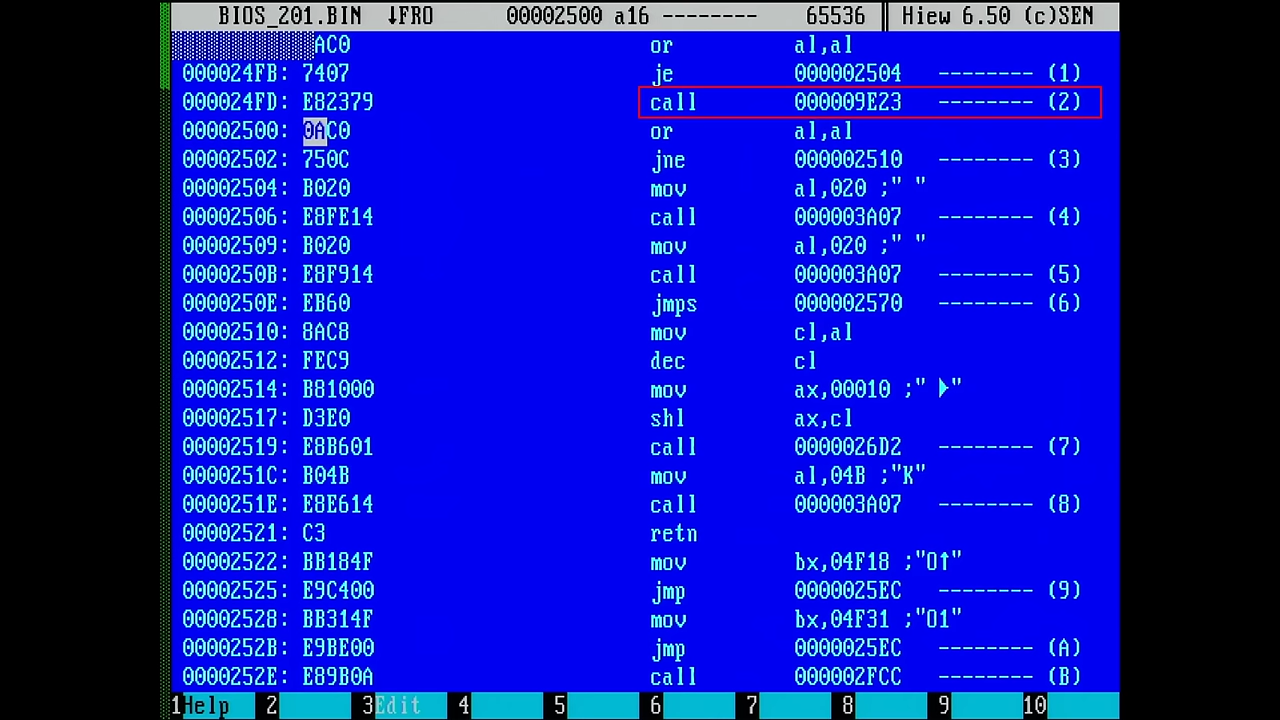 BIOS_201.BIN ↓FRO 00002500 a16 -------- 65536 Hiew 6.50 (c)SEN
AC0 or al,al
000024FB: 7407 je 000002504 -------- (1)
000024FD: E82379 call 000009E23 -------- (2)
00002500: 0AC0 or al,al
00002502: 750C jne 000002510 -------- (3)
00002504: B020 mov al,020 ;" "
00002506: E8FE14 call 000003A07 -------- (4)
00002509: B020 mov al,020 ;" "
0000250B: E8F914 call 000003A07 -------- (5)
0000250E: EB60 jmps 000002570 -------- (6)
00002510: 8AC8 mov cl,al
00002512: FEC9 dec cl
00002514: B81000 mov ax,00010 ;" ►"
00002517: D3E0 shl ax,cl
00002519: E8B601 call 0000026D2 -------- (7)
0000251C: B04B mov al,04B ;"K"
0000251E: E8E614 call 000003A07 -------- (8)
00002521: C3 retn
00002522: BB184F mov bx,04F18 ;"O↑"
00002525: E9C400 jmp 0000025EC -------- (9)
00002528: BB314F mov bx,04F31 ;"O1"
0000252B: E9BE00 jmp 0000025EC -------- (A)
0000252E: E89B0A call 000002FCC -------- (B)
1Help 2 3Edit 4 5 6 7 8 9 10